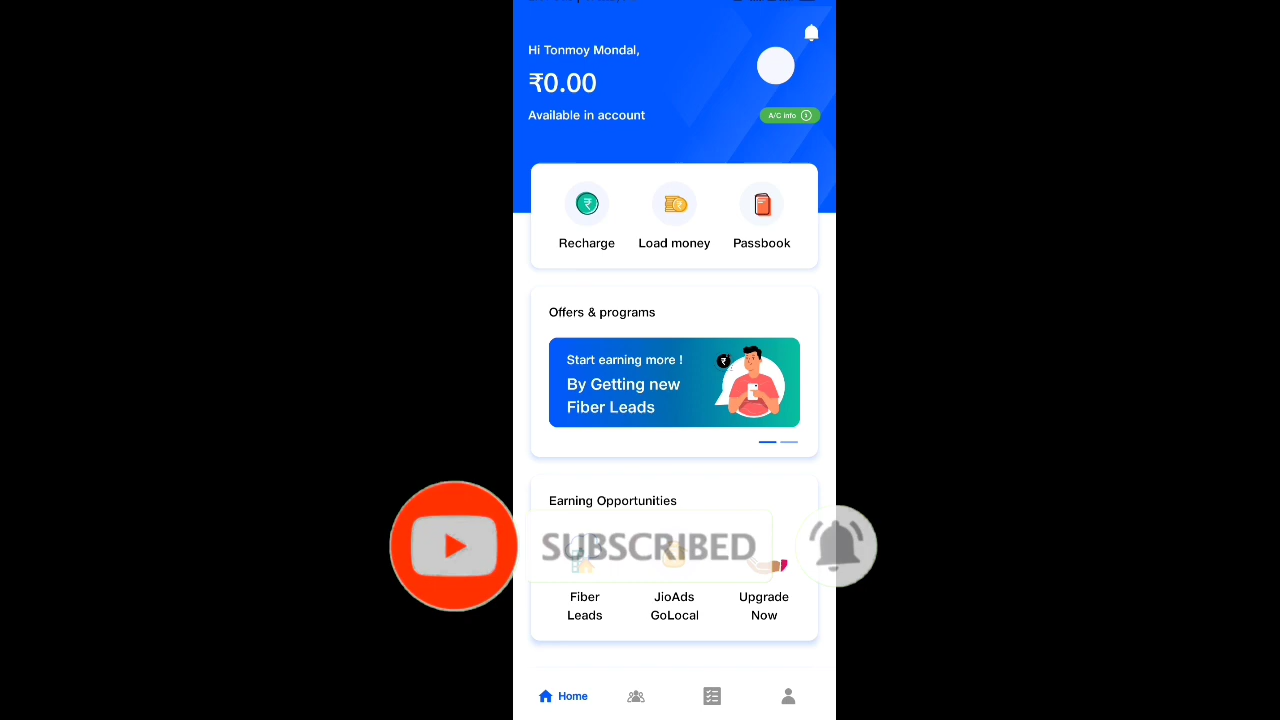 Hi Tonmoy Mondal,
₹0.00
Available in account
A/C info
Recharge Load money Passbook
Offers & programs
Start earning more !
By Getting new
Fiber Leads
Earning Opportunities
SUBSCRIBED
Fiber Leads
JioAds GoLocal
Upgrade Now
Home